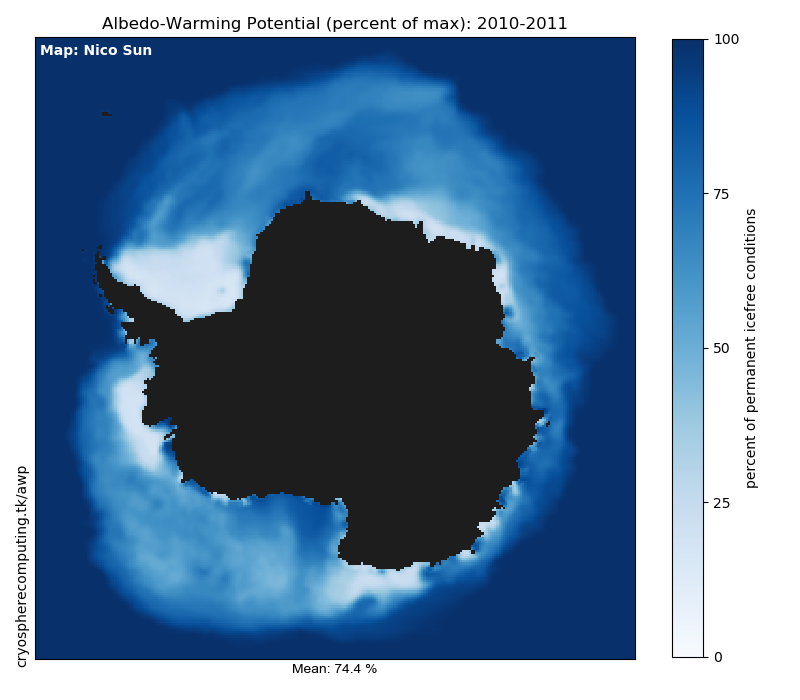 Albedo-Warming Potential (percent of max): 2010-2011
Map: Nico Sun
100
75
50
25
0
percent of permanent icefree conditions
cryospherecomputing.tk/awp
Mean: 74.4 %